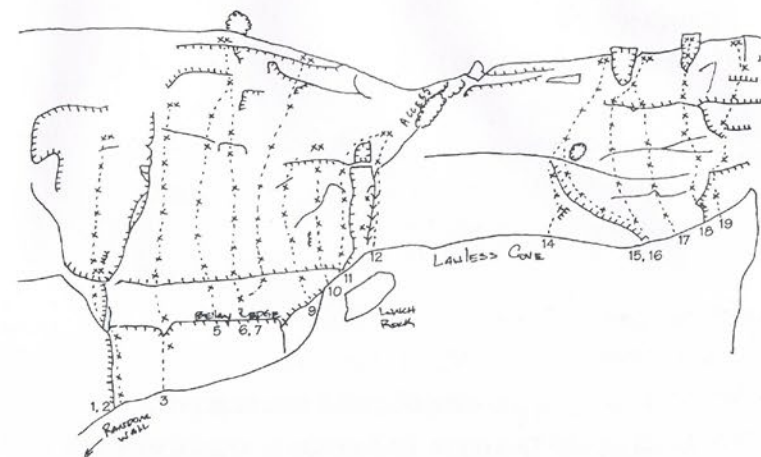 ACCESS
12
LAWLESS COVE
14
15, 16
17
18
19
11
10
9
LUNCH
ROCK
BELAY LEDGE
5
6, 7
3
1, 2
RANDOM
WALL